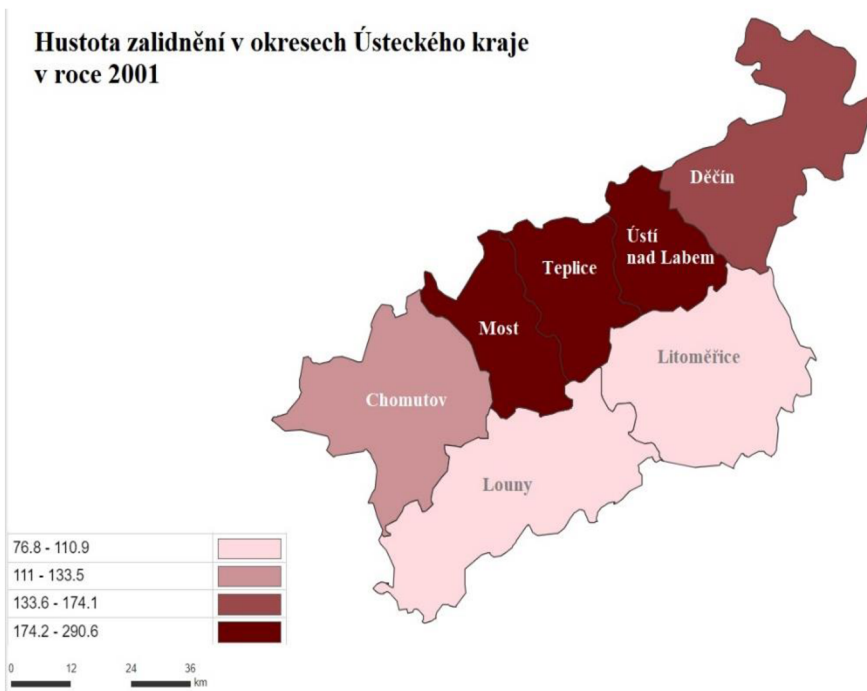 Hustota zalidnění v okresech Ústeckého kraje
v roce 2001
Děčín
Ústí
nad Labem
Teplice
Most
Litoměřice
Chomutov
Louny
76.8 - 110.9
111 - 133.5
133.6 - 174.1
174.2 - 290.6
0 12 24 36
km